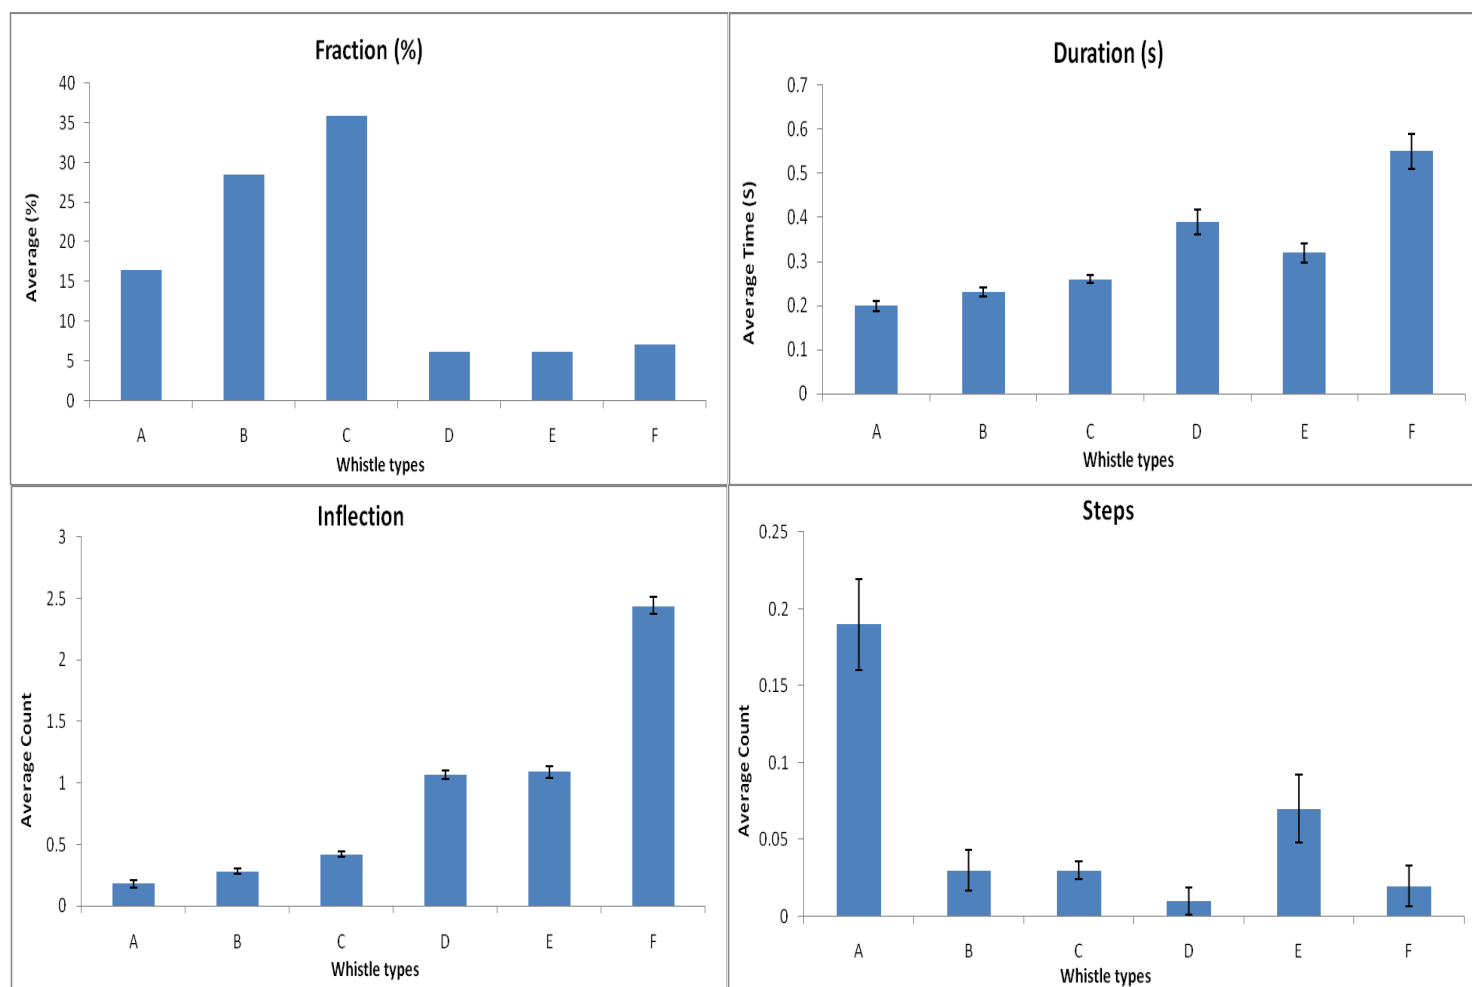 Fraction (%)
40
35
30
25
20
15
10
5
0
Average (%)
A B C D E F
Whistle types
Duration (s)
0.7
0.6
0.5
0.4
0.3
0.2
0.1
0
Average Time (S)
A B C D E F
Whistle types
Inflection
3
2.5
2
1.5
1
0.5
0
Average Count
A B C D E F
Whistle types
Steps
0.25
0.2
0.15
0.1
0.05
0
Average Count
A B C D E F
Whistle types